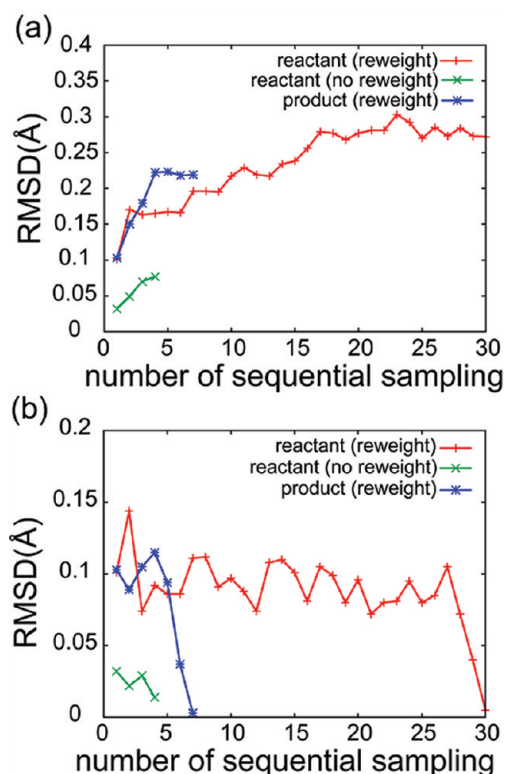 (a)
0.4
0.35
0.3
0.25
0.2
0.15
0.1
0.05
0
RMSD(Å)
reactant (reweight)
reactant (no reweight)
product (reweight)
0 5 10 15 20 25 30
number of sequential sampling
(b)
0.2
0.15
0.1
0.05
0
RMSD(Å)
reactant (reweight)
reactant (no reweight)
product (reweight)
0 5 10 15 20 25 30
number of sequential sampling